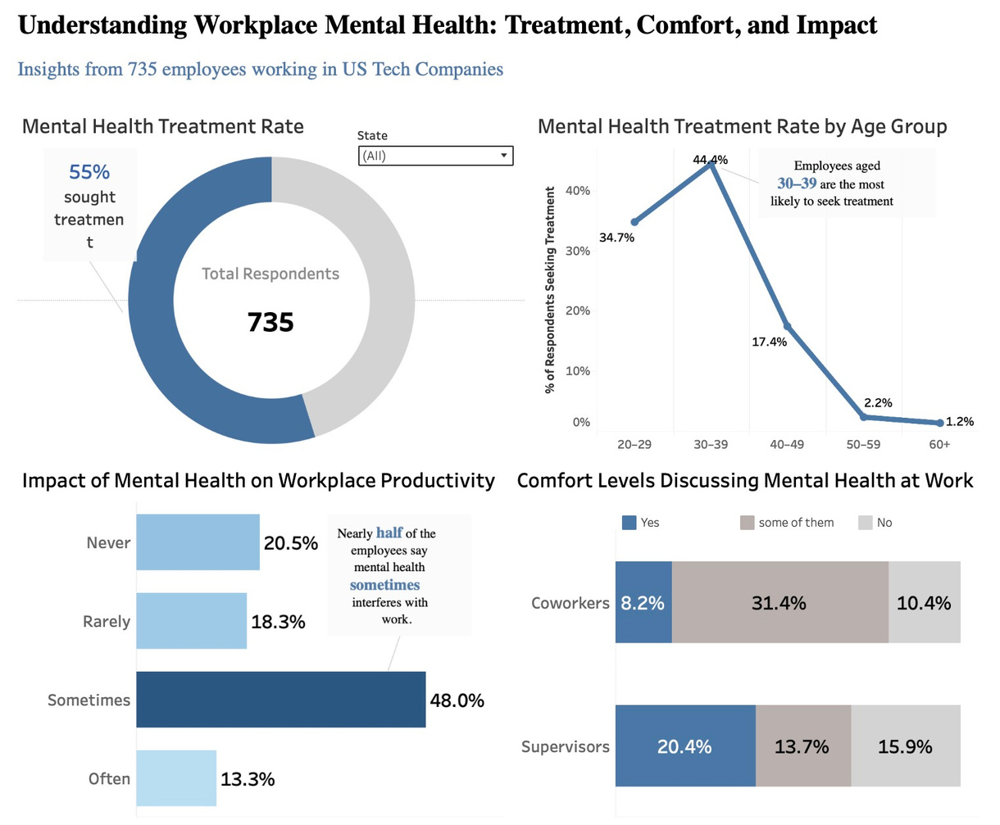 Understanding Workplace Mental Health: Treatment, Comfort, and Impact
Insights from 735 employees working in US Tech Companies
Mental Health Treatment Rate
State
(All)
55%
sought
treatmen
t
Total Respondents
735
Mental Health Treatment Rate by Age Group
% of Respondents Seeking Treatment
40%
30%
20%
10%
0%
34.7%
44.4%
17.4%
2.2%
1.2%
Employees aged
30–39 are the most
likely to seek treatment
20–29
30–39
40–49
50–59
60+
Impact of Mental Health on Workplace Productivity
Never
20.5%
Rarely
18.3%
Sometimes
48.0%
Often
13.3%
Nearly half of the
employees say
mental health
sometimes
interferes with
work.
Comfort Levels Discussing Mental Health at Work
Yes
some of them
No
Coworkers
8.2%
31.4%
10.4%
Supervisors
20.4%
13.7%
15.9%